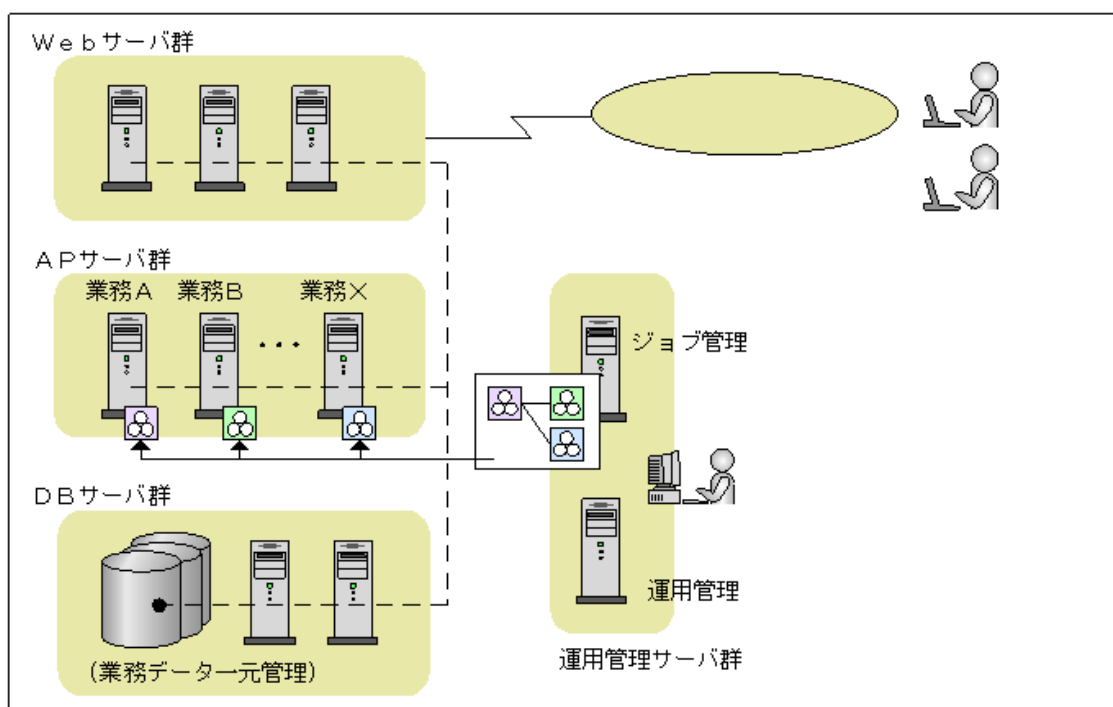 Ｗｅｂサーバ群
ＡＰサーバ群
業務Ａ 業務Ｂ ・・・ 業務Ｘ
ジョブ管理
ＤＢサーバ群
運用管理
(業務データ一元管理)
運用管理サーバ群